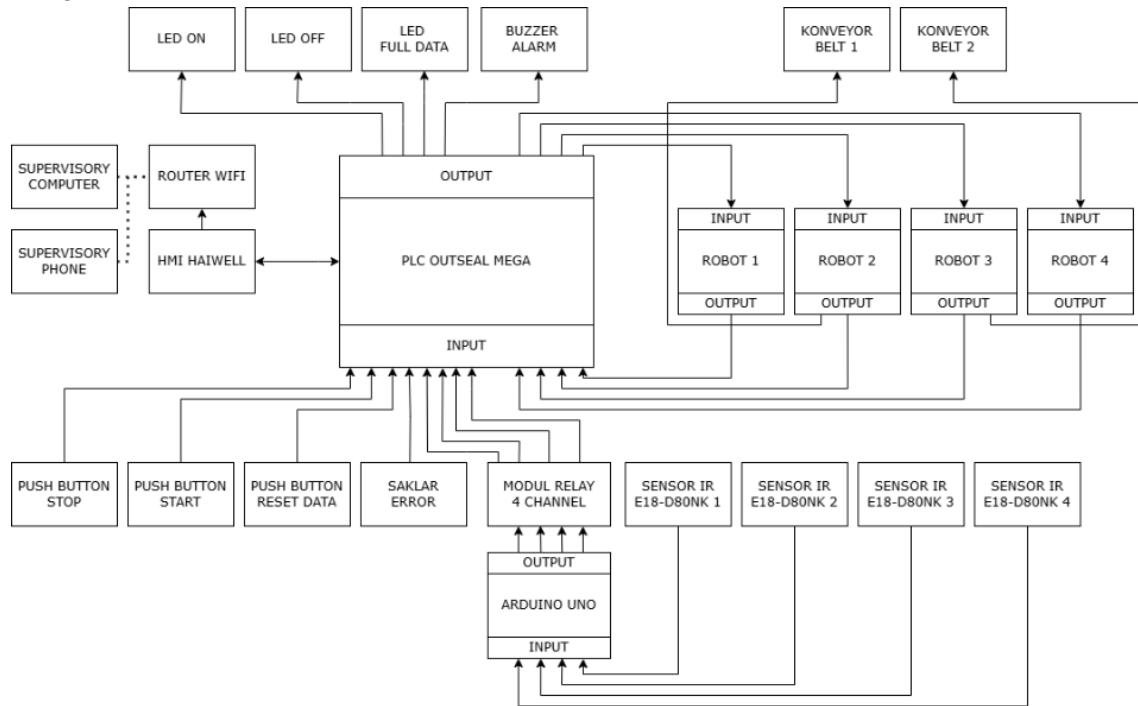 LED ON
LED OFF
LED
FULL DATA
BUZZER
ALARM
KONVEYOR
BELT 1
KONVEYOR
BELT 2
SUPERVISORY
COMPUTER
ROUTER WIFI
OUTPUT
SUPERVISORY
PHONE
HMI HAIWELL
PLC OUTSEAL MEGA
INPUT
INPUT
ROBOT 1
OUTPUT
INPUT
ROBOT 2
OUTPUT
INPUT
ROBOT 3
OUTPUT
INPUT
ROBOT 4
OUTPUT
PUSH BUTTON
STOP
PUSH BUTTON
START
PUSH BUTTON
RESET DATA
SAKLAR
ERROR
MODUL RELAY
4 CHANNEL
SENSOR IR
E18-D80NK 1
SENSOR IR
E18-D80NK 2
SENSOR IR
E18-D80NK 3
SENSOR IR
E18-D80NK 4
OUTPUT
ARDUINO UNO
INPUT